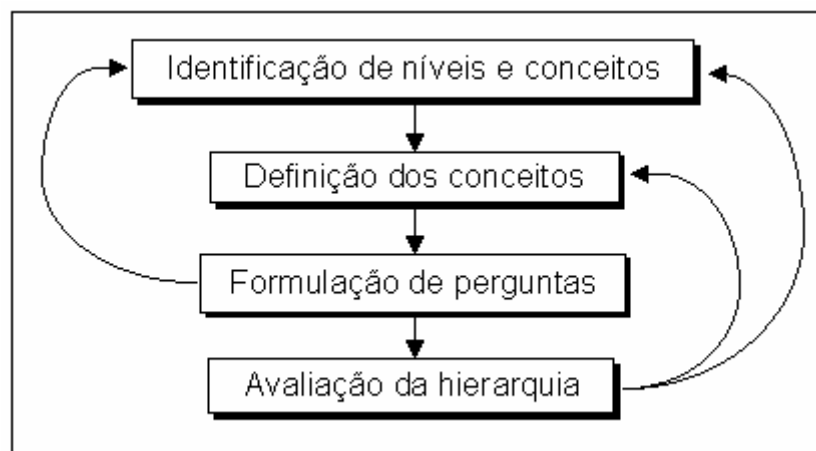 Identificação de níveis e conceitos
Definição dos conceitos
Formulação de perguntas
Avaliação da hierarquia